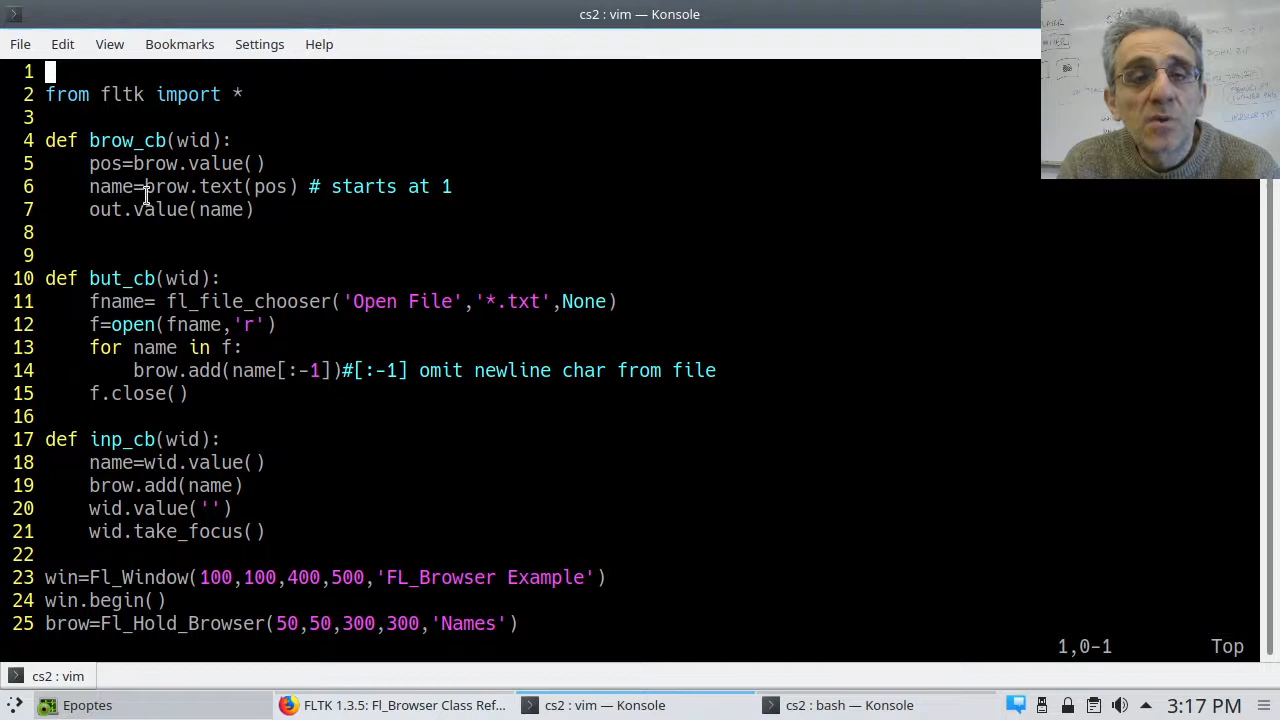 cs2 : vim — Konsole
File Edit View Bookmarks Settings Help
1
2 from fltk import *
3
4 def brow_cb(wid):
5     pos=brow.value()
6     name=brow.text(pos) # starts at 1
7     out.value(name)
8
9
10 def but_cb(wid):
11     fname= fl_file_chooser('Open File','*.txt',None)
12     f=open(fname,'r')
13     for name in f:
14         brow.add(name[:-1])#[:-1] omit newline char from file
15     f.close()
16
17 def inp_cb(wid):
18     name=wid.value()
19     brow.add(name)
20     wid.value('')
21     wid.take_focus()
22
23 win=Fl_Window(100,100,400,500,'FL_Browser Example')
24 win.begin()
25 brow=Fl_Hold_Browser(50,50,300,300,'Names')
1,0-1 Top
cs2 : vim
Epoptes FLTK 1.3.5: Fl_Browser Class Ref... cs2 : vim — Konsole cs2 : bash — Konsole 3:17 PM